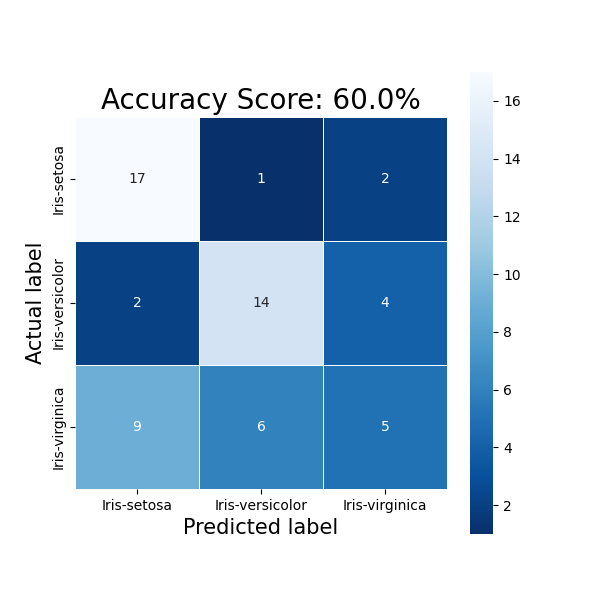 Accuracy Score: 60.0%
Actual label
Iris-setosa
17 1 2
Iris-versicolor
2 14 4
Iris-virginica
9 6 5
Iris-setosa Iris-versicolor Iris-virginica
Predicted label
16
14
12
10
8
6
4
2